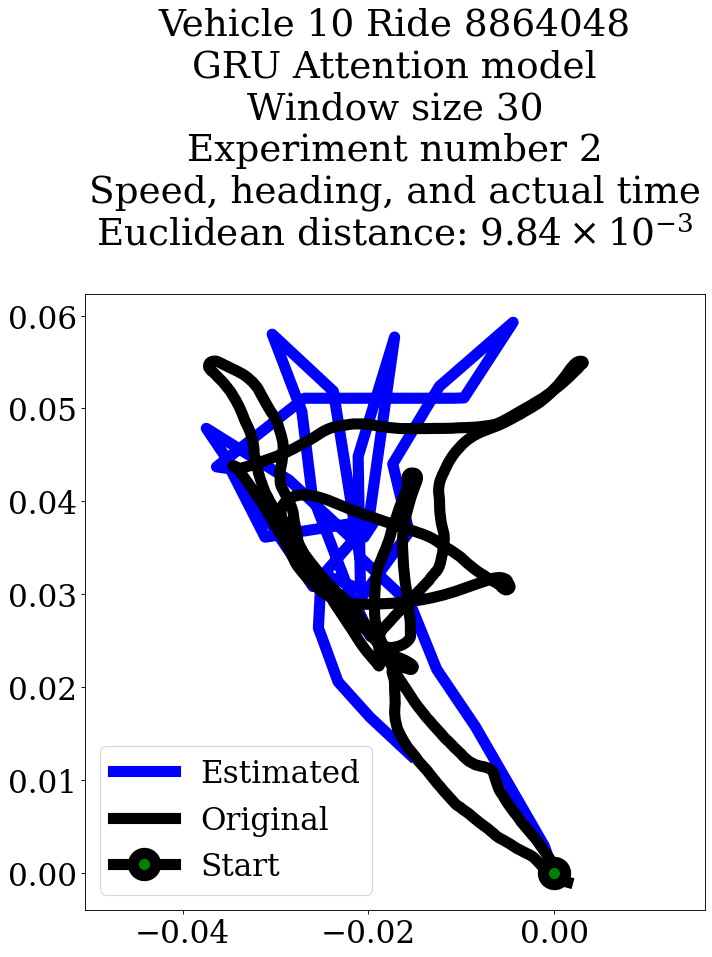 Vehicle 10 Ride 8864048
GRU Attention model
Window size 30
Experiment number 2
Speed, heading, and actual time
Euclidean distance: 9.84 × 10⁻³
0.06
0.05
0.04
0.03
0.02
0.01
0.00
Estimated
Original
Start
−0.04
−0.02
0.00